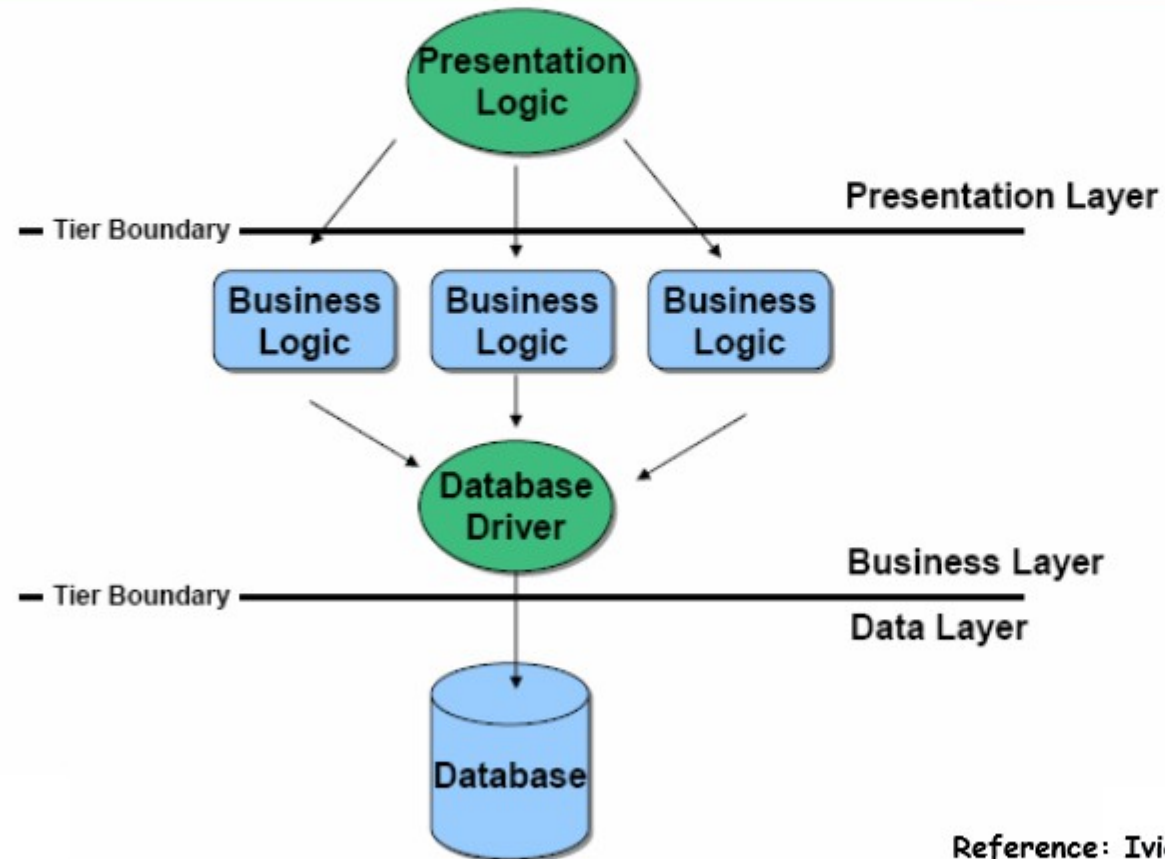 Presentation
Logic
Presentation Layer
Tier Boundary
Business
Logic
Business
Logic
Business
Logic
Database
Driver
Business Layer
Tier Boundary
Data Layer
Database
Reference: